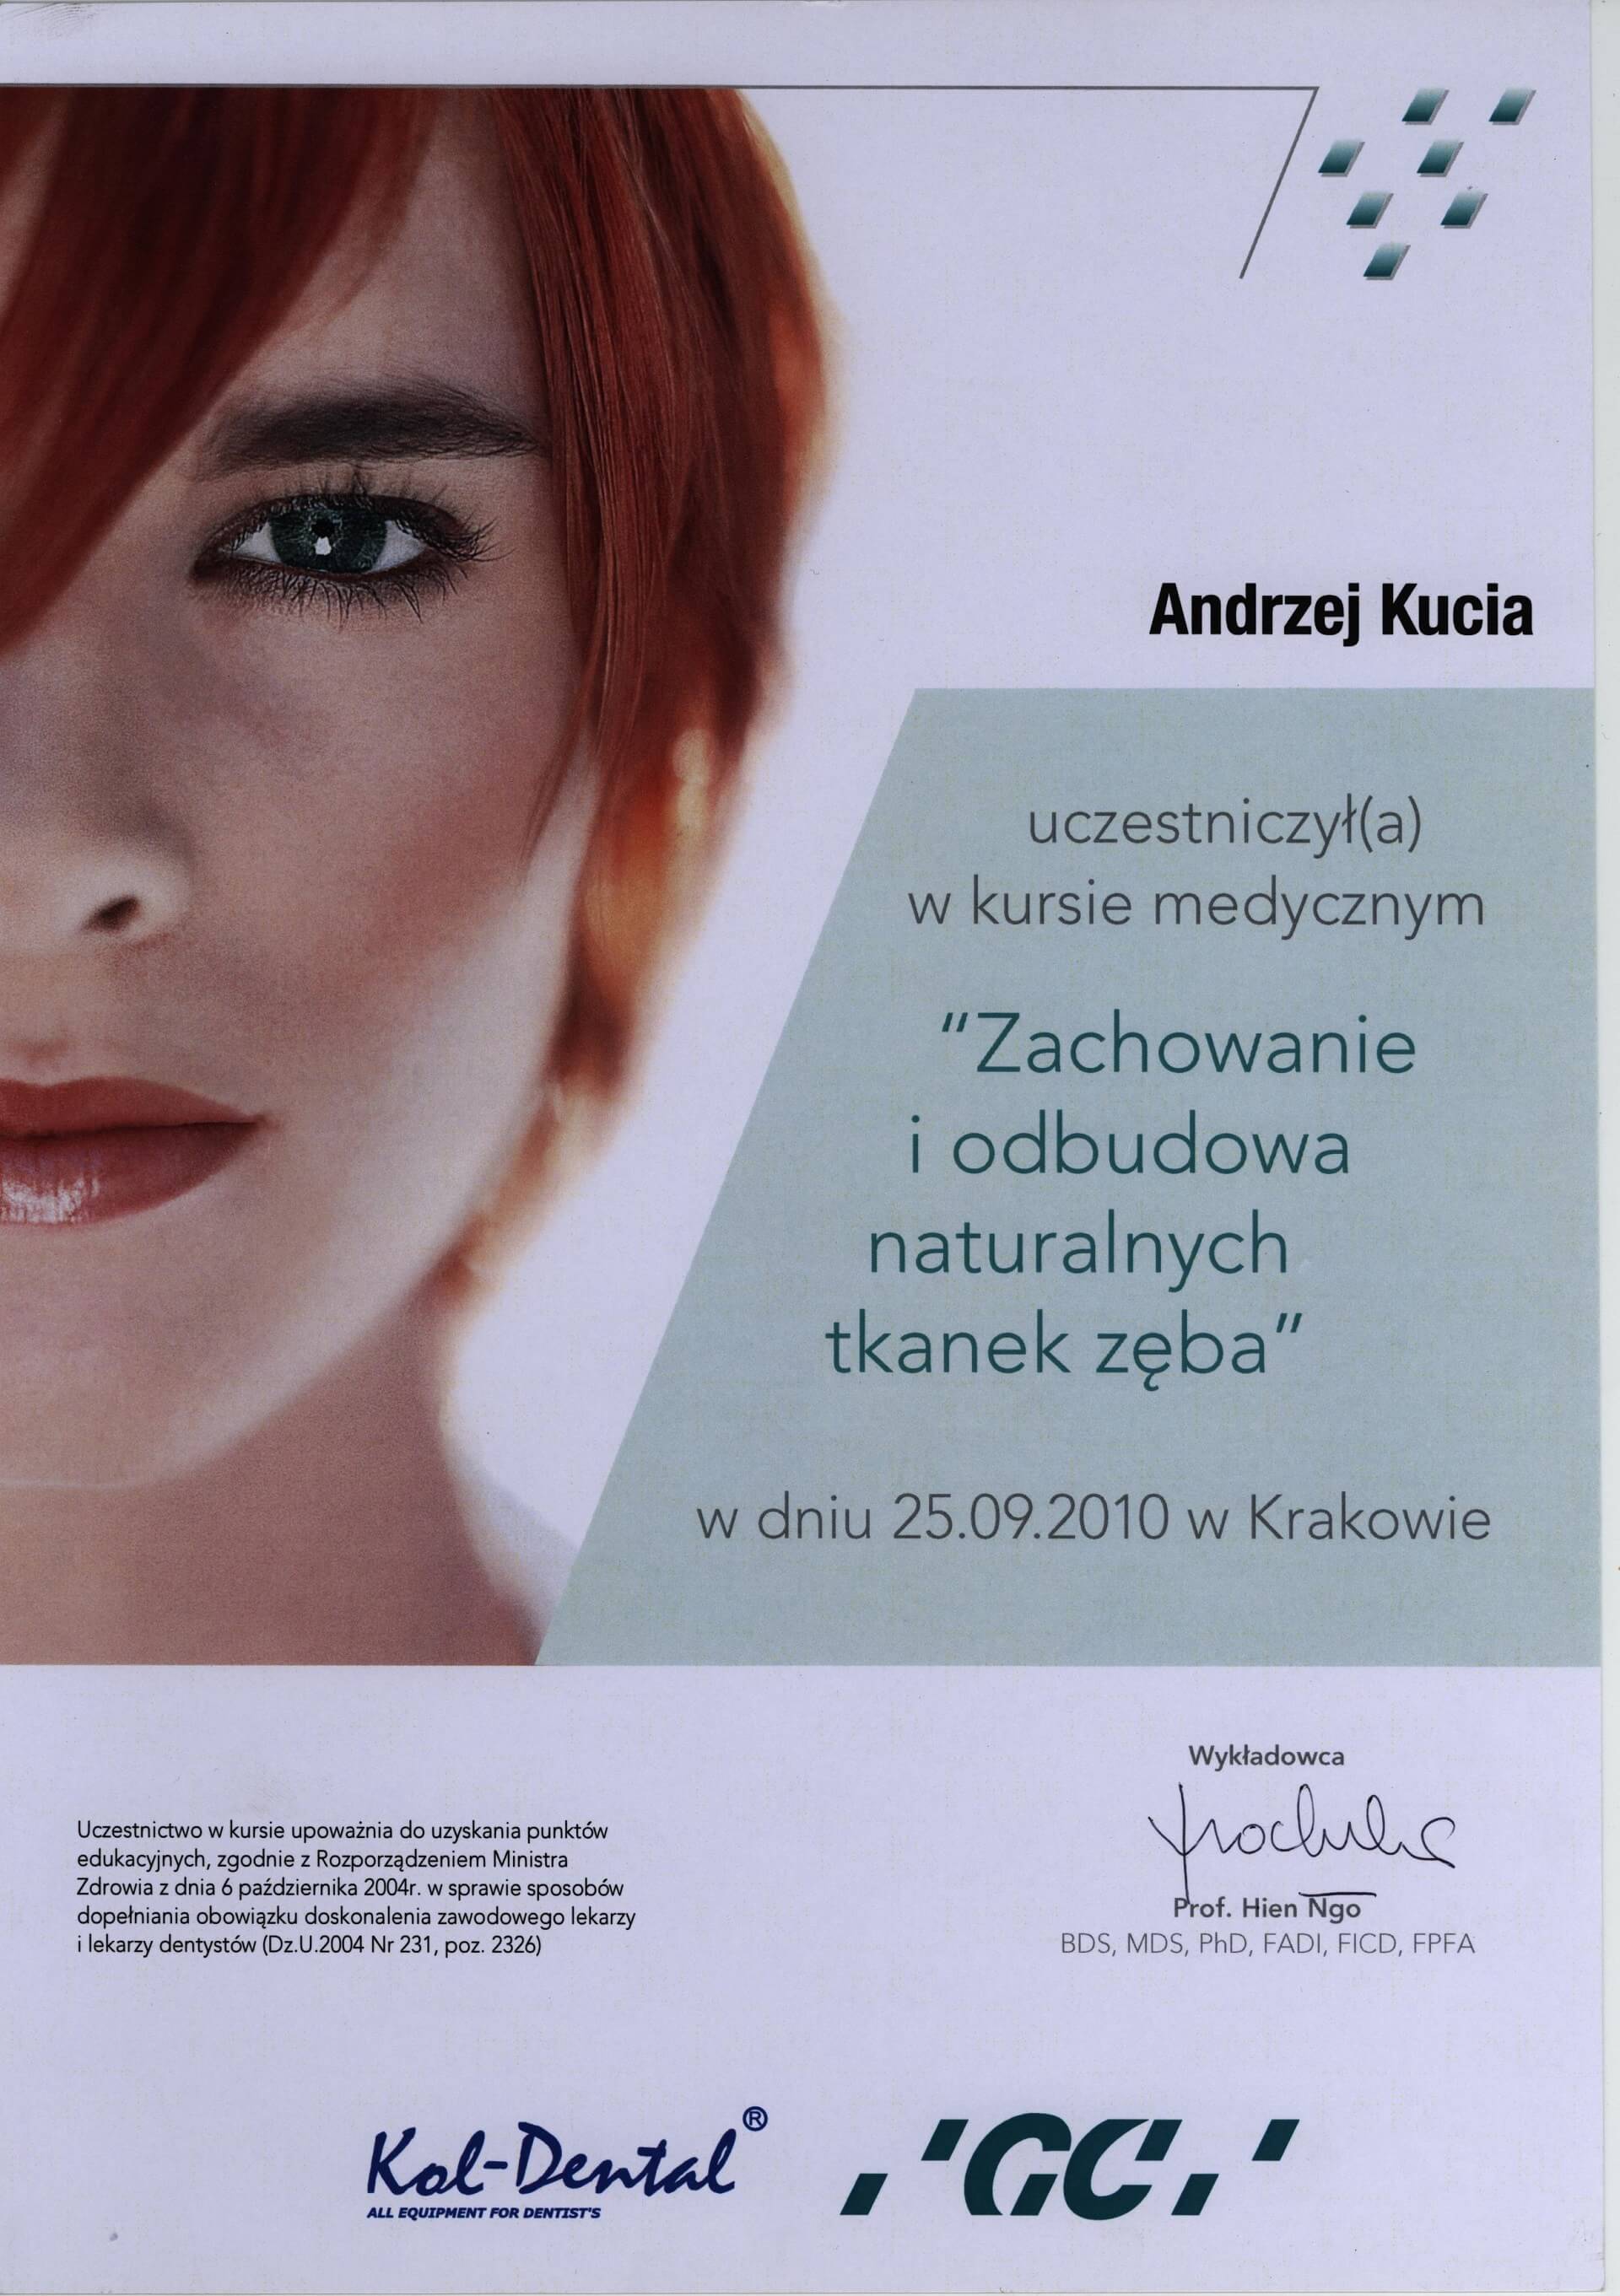 Andrzej Kucia
uczestniczył(a)
w kursie medycznym
“Zachowanie
i odbudowa
naturalnych
tkanek zęba”
w dniu 25.09.2010 w Krakowie
Wykładowca
Prof. Hien Ngo
BDS, MDS, PhD, FADI, FICD, FPFA
Uczestnictwo w kursie upoważnia do uzyskania punktów
edukacyjnych, zgodnie z Rozporządzeniem Ministra
Zdrowia z dnia 6 października 2004r. w sprawie sposobów
dopełniania obowiązku doskonalenia zawodowego lekarzy
i lekarzy dentystów (Dz.U.2004 Nr 231, poz. 2326)
Kol-Dental®
ALL EQUIPMENT FOR DENTIST'S
GC